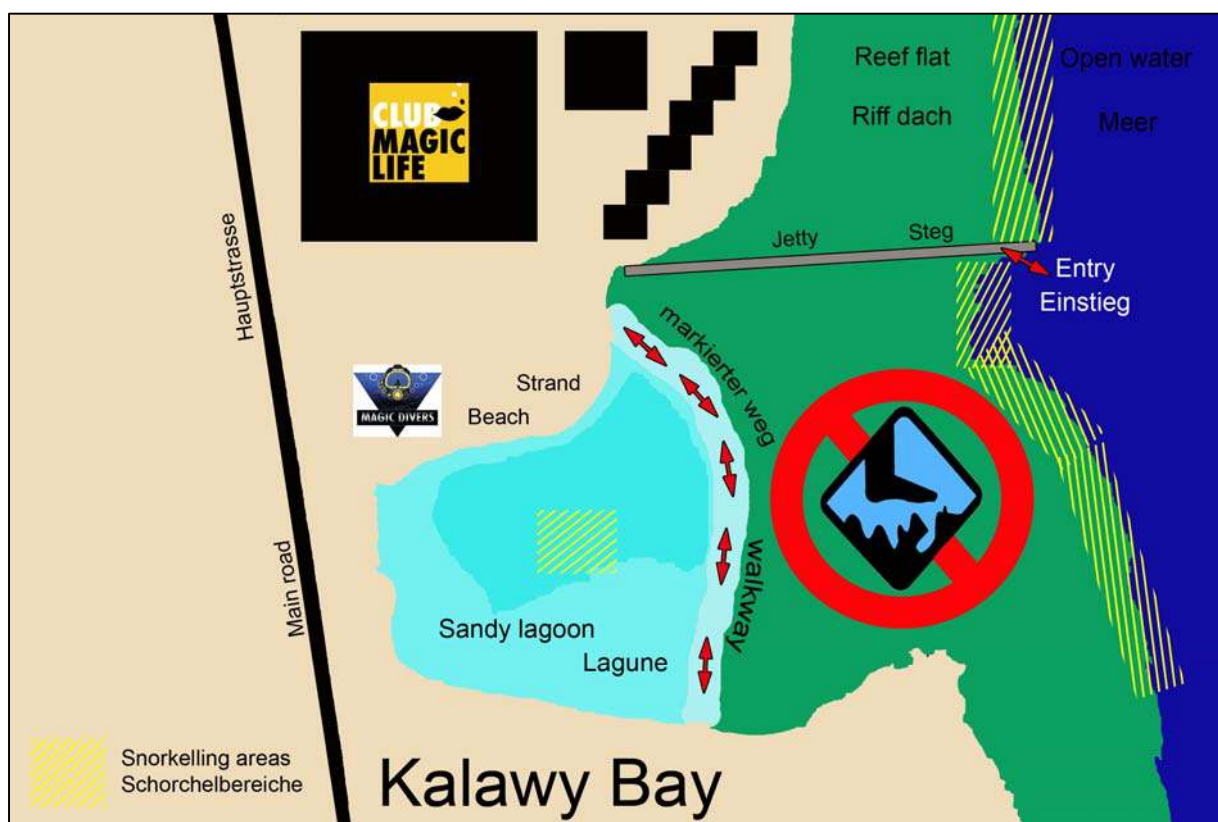 CLUB
MAGIC
LIFE
Reef flat
Riff dach
Open water
Meer
Hauptstrasse
Jetty
Steg
Entry
Einstieg
markierter weg
MAGIC DIVERS
Strand
Beach
walkway
Main road
Sandy lagoon
Lagune
Snorkelling areas
Schorchelbereiche
Kalawy Bay